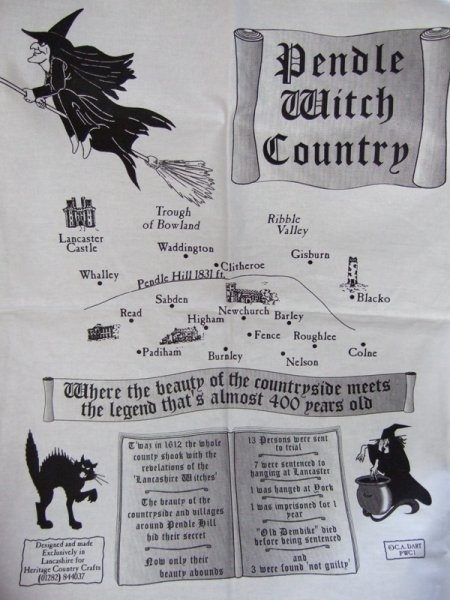 Pendle
Witch
Country
Lancaster
Castle
Trough
of Bowland
Ribble
Valley
Waddington
Gisburn
Clitheroe
Whalley
Pendle Hill 1831 ft.
Blacko
Sabden
Newchurch
Barley
Read
Higham
Fence
Roughlee
Padiham
Burnley
Nelson
Colne
Where the beauty of the countryside meets
the legend that's almost 400 years old
T'was in 1612 the whole
county shook with the
revelations of the
'Lancashire Witches'
The beauty of the
countryside and villages
around Pendle Hill
hid their secret
Now only their
beauty abounds
13 Persons were sent
to trial
7 were sentenced to
hanging at Lancaster
1 was hanged at York
1 was imprisoned for 1
year
"Old Demdike" died
before being sentenced
and
3 were found 'not guilty'
Designed and made
Exclusively in
Lancashire for
Heritage Country Crafts
(01282) 844037
©C.A. DART
PWC1